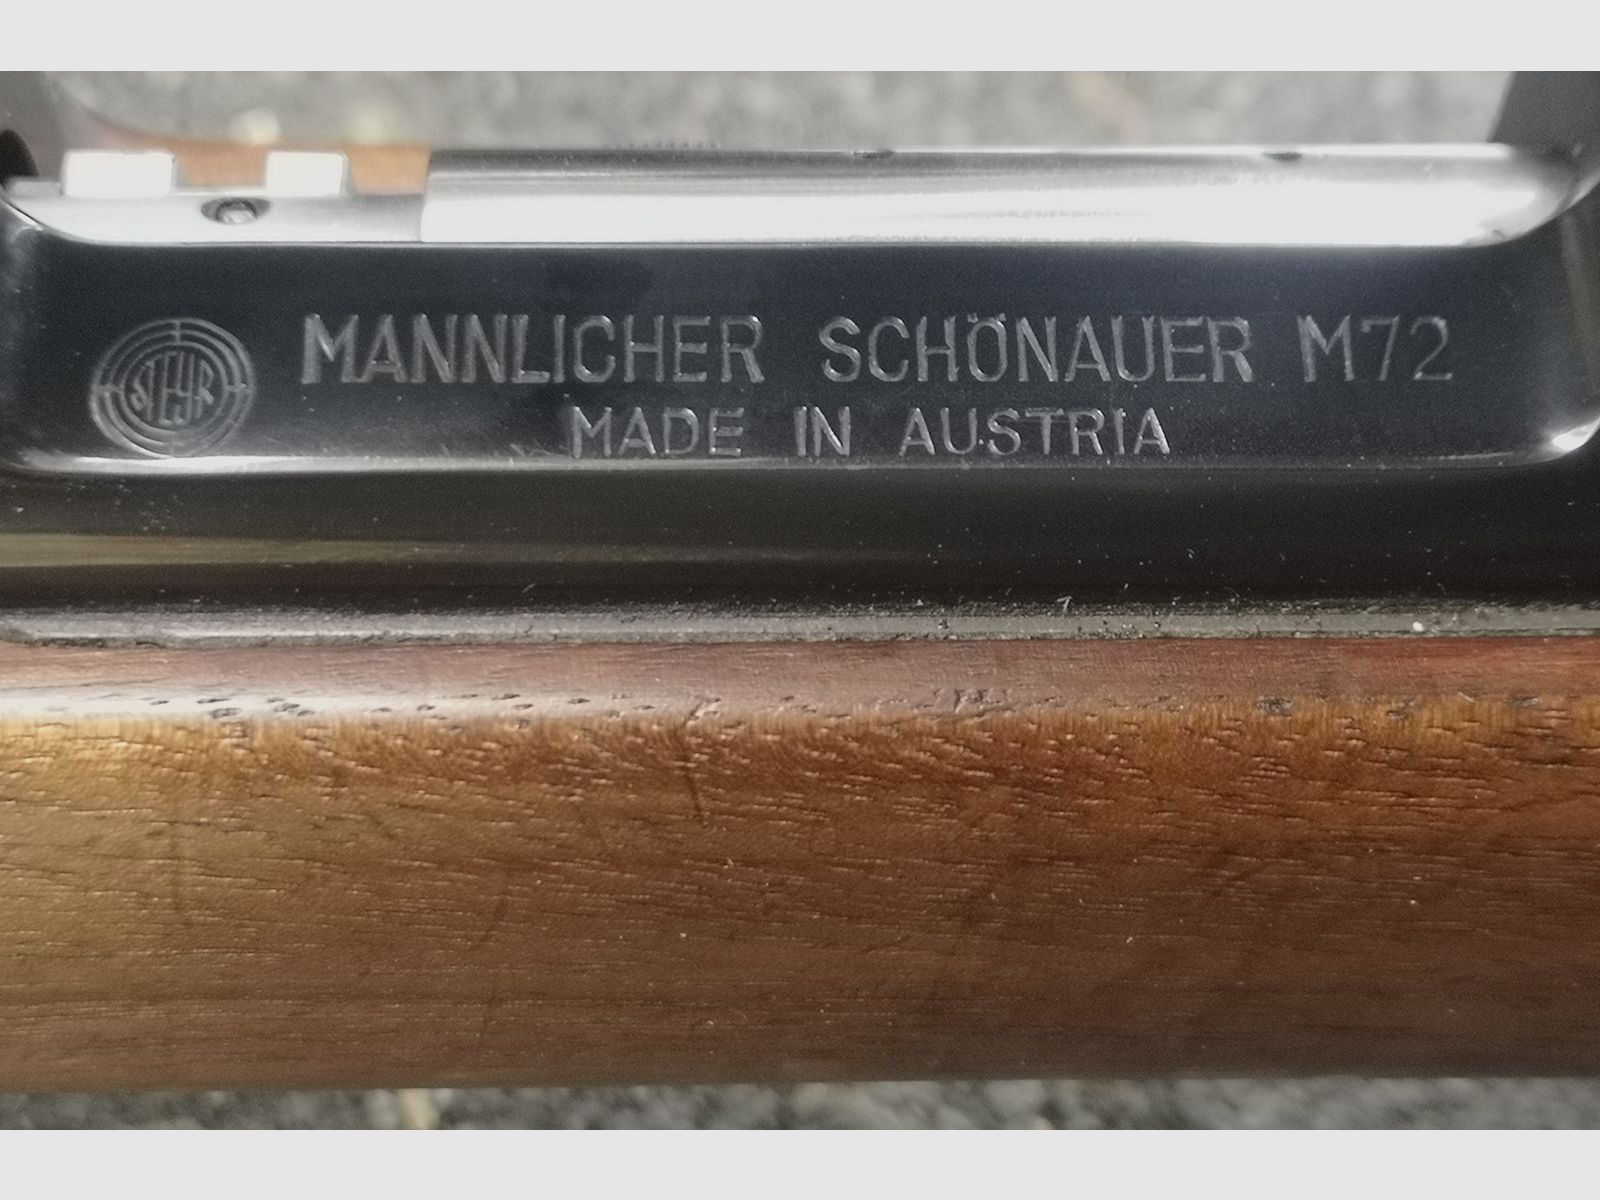 STEYR
MANNLICHER SCHÖNAUER M72
MADE IN AUSTRIA